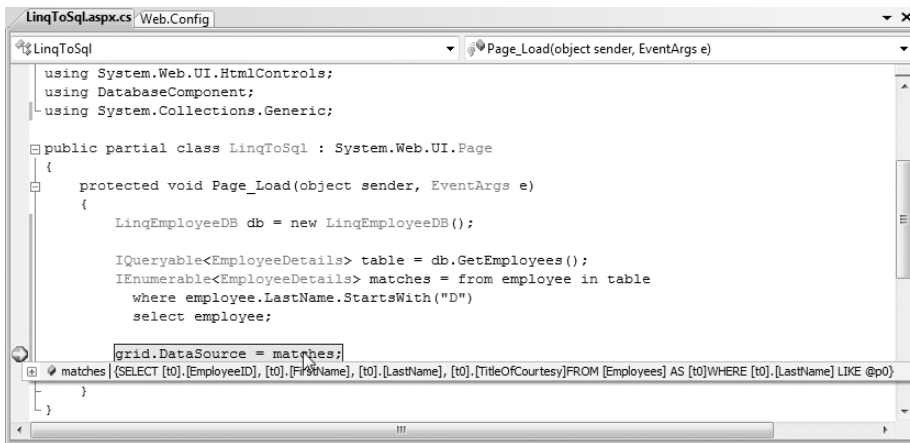 LinqToSql.aspx.cs Web.Config
LinqToSql Page_Load(object sender, EventArgs e)
using System.Web.UI.HtmlControls;
using DatabaseComponent;
using System.Collections.Generic;
public partial class LinqToSql : System.Web.UI.Page
{
protected void Page_Load(object sender, EventArgs e)
{
LinqEmployeeDB db = new LinqEmployeeDB();
IQueryable<EmployeeDetails> table = db.GetEmployees();
IEnumerable<EmployeeDetails> matches = from employee in table
where employee.LastName.StartsWith("D")
select employee;
grid.DataSource = matches;
matches {SELECT [t0].[EmployeeID], [t0].[FirstName], [t0].[LastName], [t0].[TitleOfCourtesy]FROM [Employees] AS [t0]WHERE [t0].[LastName] LIKE @p0}
}
}